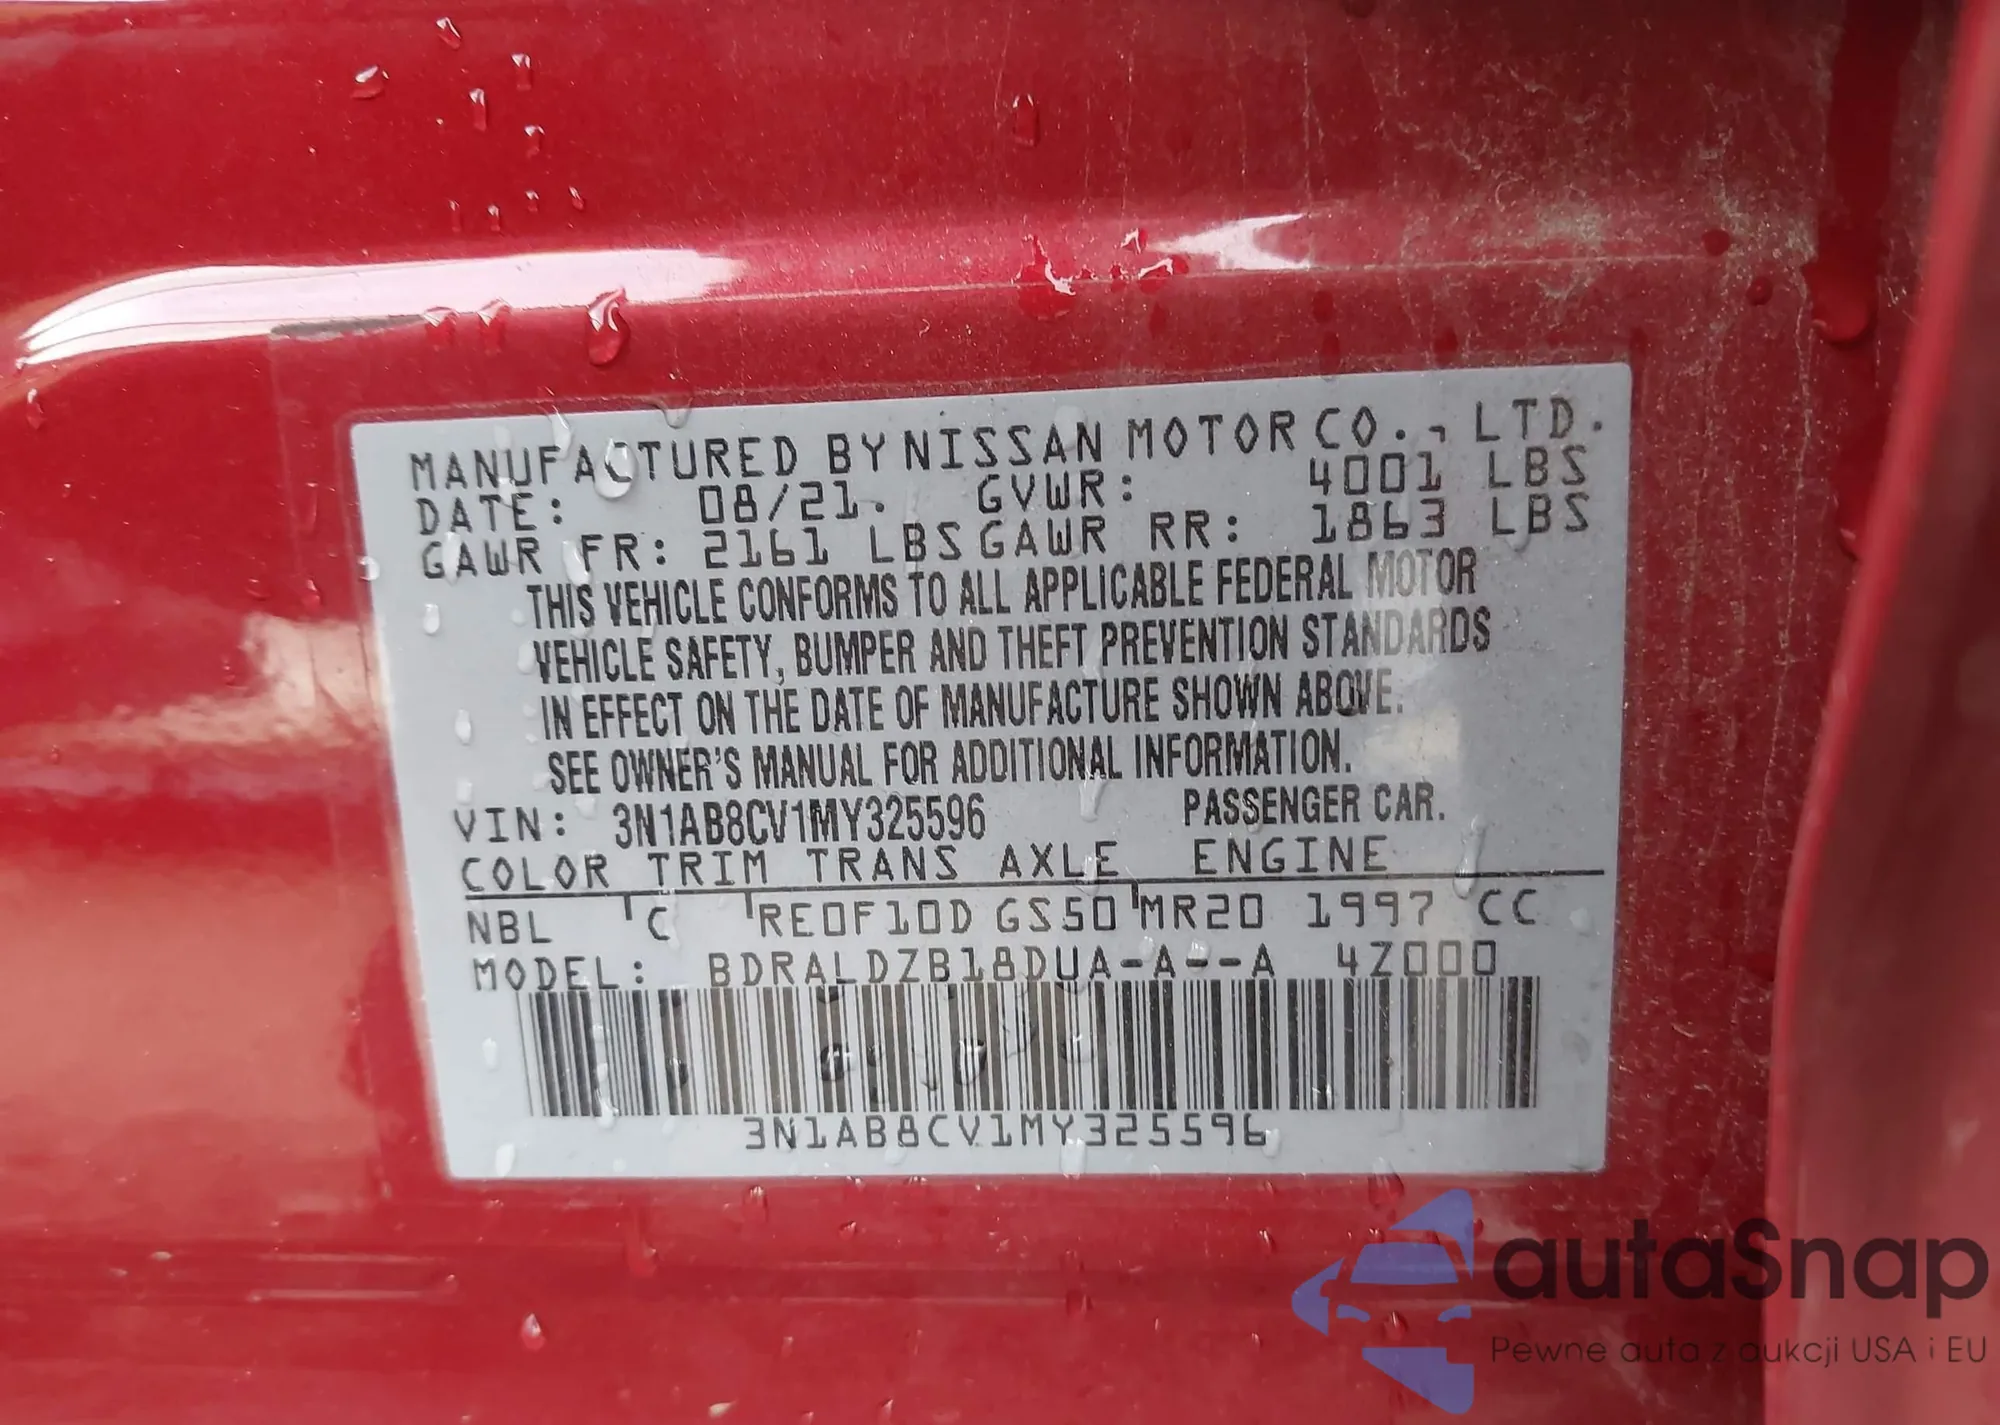 MANUFACTURED BY NISSAN MOTOR CO., LTD.
DATE: 08/21. GVWR: 4001 LBS
GAWR FR: 2161 LBS GAWR RR: 1863 LBS
THIS VEHICLE CONFORMS TO ALL APPLICABLE FEDERAL MOTOR
VEHICLE SAFETY, BUMPER AND THEFT PREVENTION STANDARDS
IN EFFECT ON THE DATE OF MANUFACTURE SHOWN ABOVE.
SEE OWNER'S MANUAL FOR ADDITIONAL INFORMATION.
VIN: 3N1AB8CV1MY325596 PASSENGER CAR.
COLOR TRIM TRANS AXLE ENGINE
NBL C RE0F10D GS50 MR20 1997 CC
MODEL: BDRALDZB18DUA-A--A 4Z000
3N1AB8CV1MY325596
autaSnap
Pewne auta z aukcji USA i EU